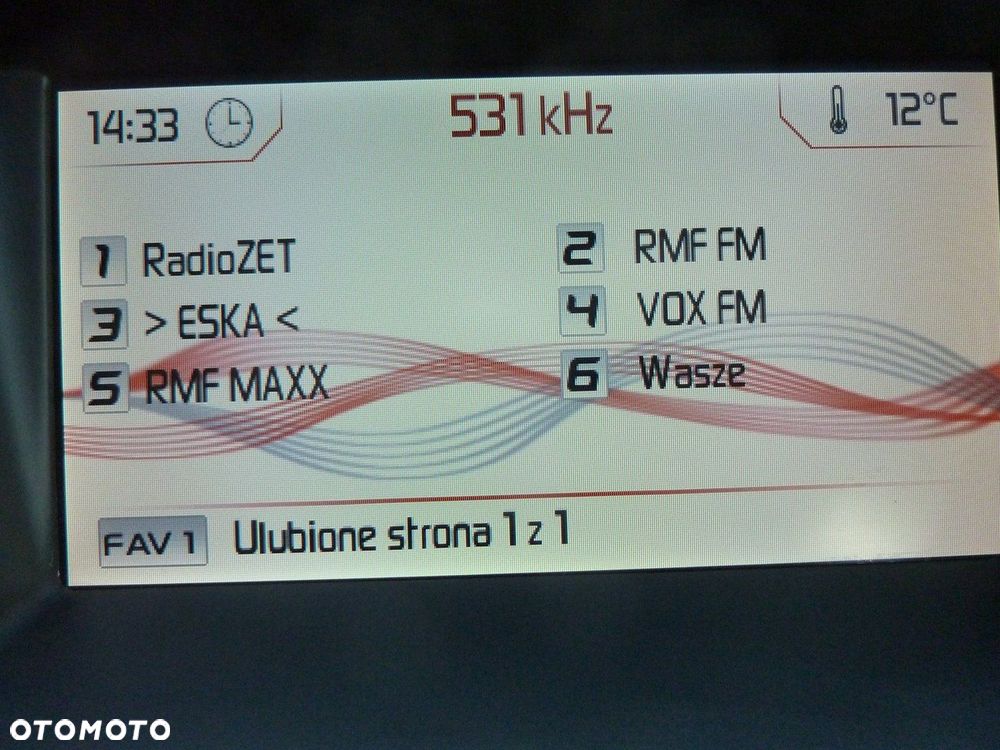 14:33 531 kHz 12°C
1 RadioZET 2 RMF FM
3 > ESKA < 4 VOX FM
5 RMF MAXX 6 Wasze
FAV 1 Ulubione strona 1 z 1
OTOMOTO